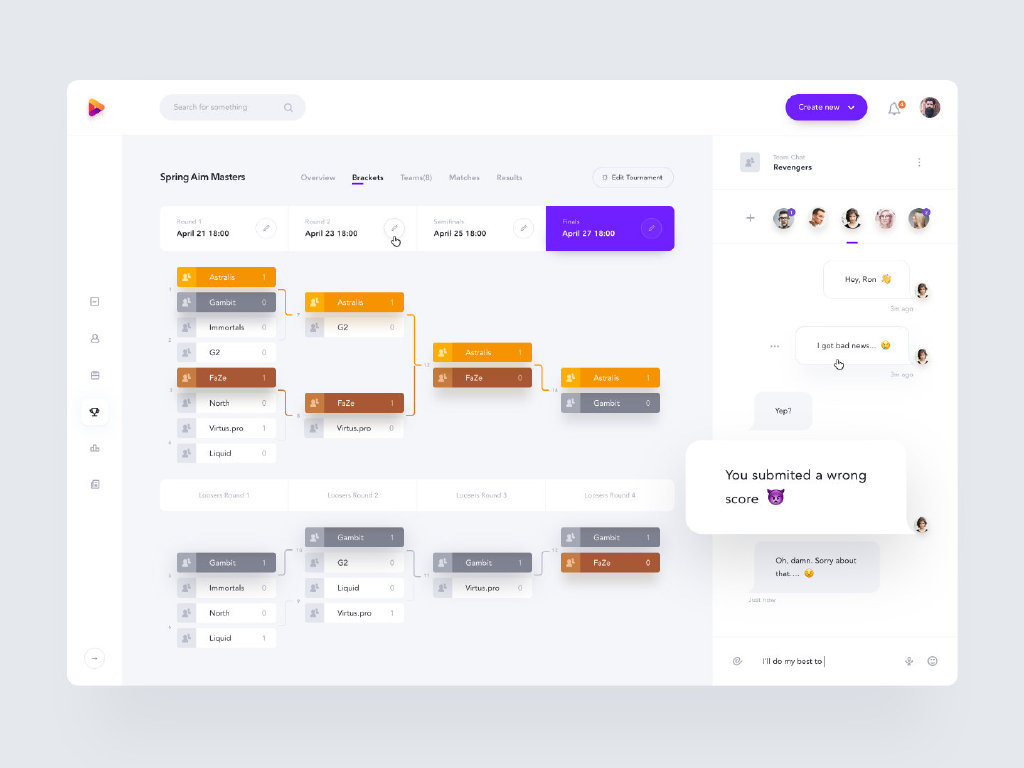 Search for something
Create new
4
Spring Aim Masters
Overview
Brackets
Teams(8)
Matches
Results
Edit Tournament
Round 1
April 21 18:00
Round 2
April 23 18:00
Semifinals
April 25 18:00
Finals
April 27 18:00
Astralis 1
Gambit 0
Immortals 0
G2 0
FaZe 1
North 0
Virtus.pro 1
Liquid 0
Astralis 1
G2 0
FaZe 1
Virtus.pro 0
Astralis 1
FaZe 0
Astralis 1
Gambit 0
Loosers Round 1
Loosers Round 2
Loosers Round 3
Loosers Round 4
Gambit 1
Immortals 0
North 0
Liquid 1
Gambit 1
G2 0
Liquid 0
Virtus.pro 1
Gambit 1
Virtus.pro 0
Gambit 1
FaZe 0
Team Chat
Revengers
Hey, Ron 👋
3m ago
I got bad news... 😢
3m ago
Yep?
You submited a wrong
score 😈
Oh, damn. Sorry about
that.... 😢
Just now
I'll do my best to